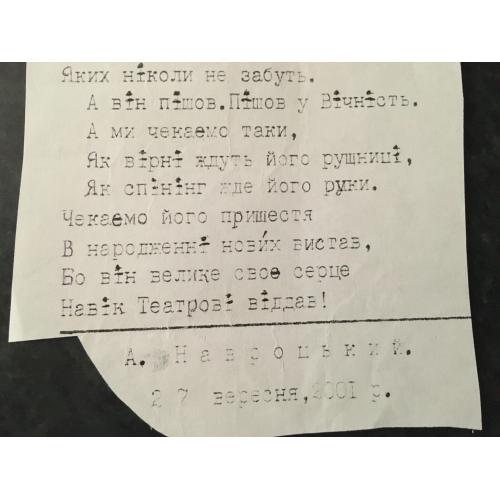 Яких ніколи не забуть.
А він пішов. Пішов у Вічність.
А ми чекаємо таки,
Як вірні ждуть його рушниці,
Як спінінг жде його руки.
Чекаємо його пришестя
В народженні нови́х вистав,
Бо він велике своє серце
Навік Театрові віддав!
А. Навроцький.
27 вересня, 2001 р.